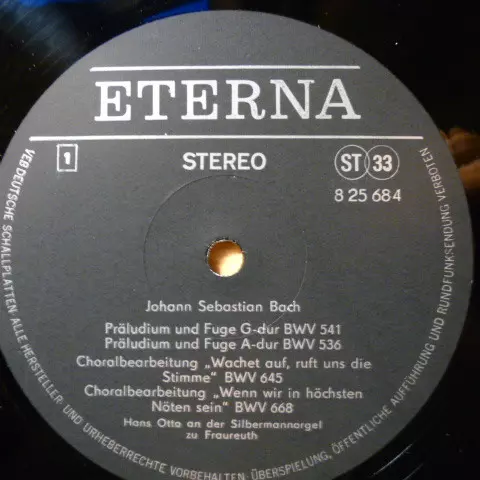 ETERNA
1
STEREO
ST 33
8 25 684
Johann Sebastian Bach
Präludium und Fuge G-dur BWV 541
Präludium und Fuge A-dur BWV 536
Choralbearbeitung „Wachet auf, ruft uns die
Stimme“ BWV 645
Choralbearbeitung „Wenn wir in höchsten
Nöten sein“ BWV 668
Hans Otto an der Silbermannorgel
zu Fraureuth
VEB DEUTSCHE SCHALLPLATTEN ALLE HERSTELLER- UND URHEBERRECHTE VORBEHALTEN · ÜBERSPIELUNG, ÖFFENTLICHE AUFFÜHRUNG UND RUNDFUNKSENDUNG VERBOTEN